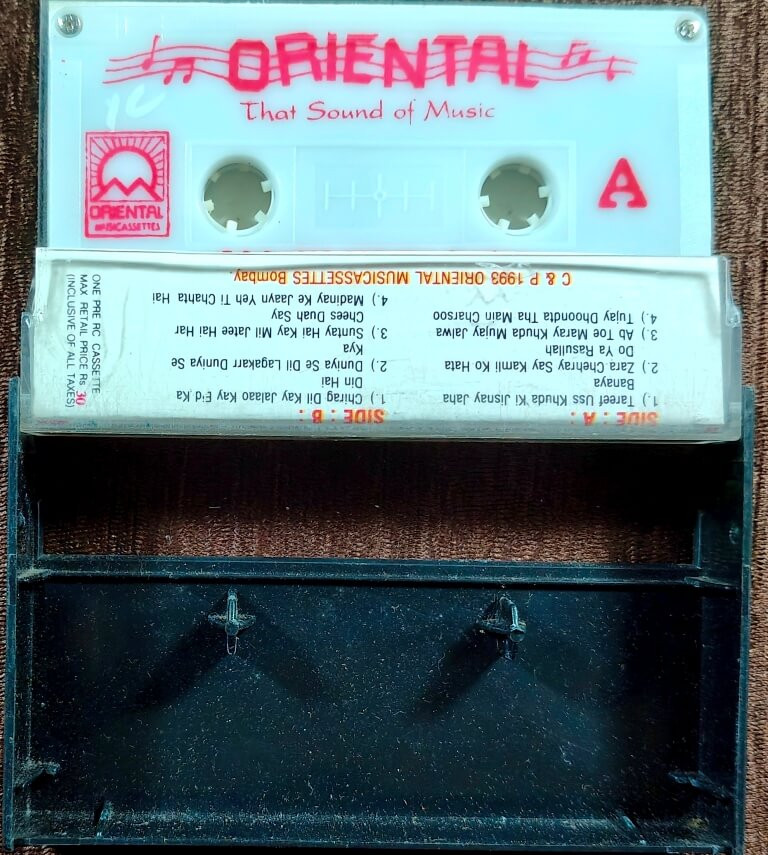 ORIENTAL
That Sound of Music
ORIENTAL
MUSICASSETTES
A
SIDE : A :
1.) Tareef Uss Khuda Ki Jisnay Jaha
Banaya
2.) Zara Chehray Say Kamli Ko Hata
Do Ya Rasullah
3.) Ab Toe Maray Khuda Mujay Jalwa
4.) Tujay Dhoondta Tha Main Charsoo
SIDE : B :
1.) Chirag Dil Kay Jalao Kay Eid Ka
Din Hai
2.) Duniya Se Dil Lagakarr Duniya Se
Kya
3.) Suntay Hai Kay Mil Jatee Hai Har
Chees Duah Say
4.) Madinay Ke Jaayn Yeh Ti Chahta Hai
C & P 1993 ORIENTAL MUSICASSETTES Bombay.
ONE PRE RC CASSETTE
MAX RETAIL PRICE Rs. 30
(INCLUSIVE OF ALL TAXES)